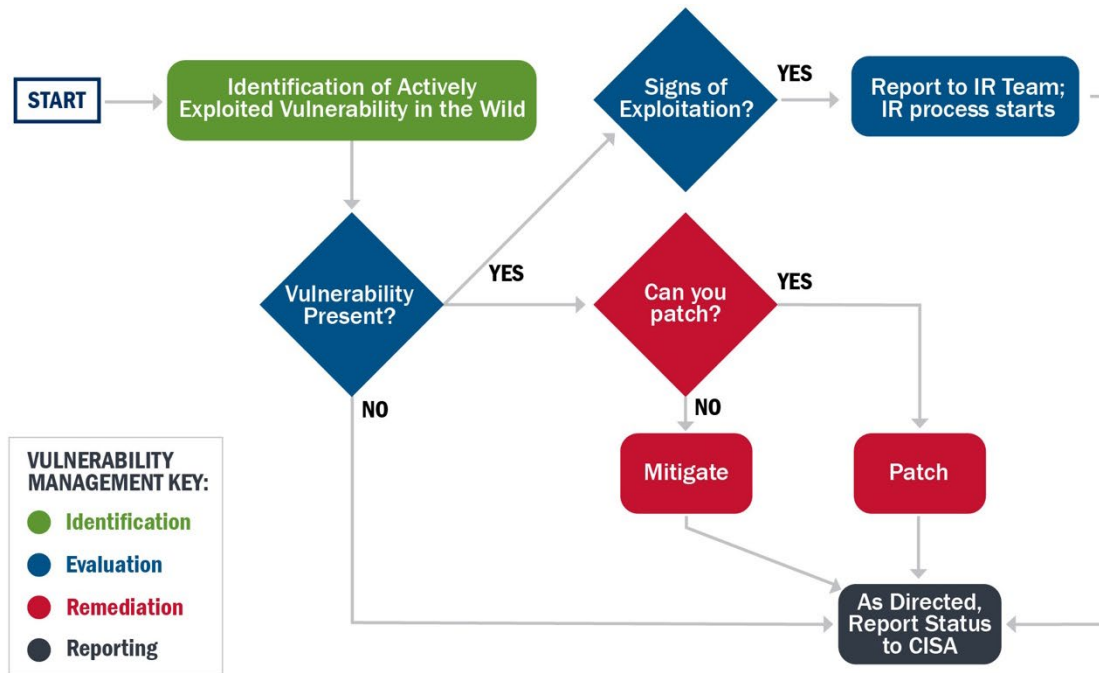 START
Identification of Actively
Exploited Vulnerability in the Wild
Signs of
Exploitation?
YES
Report to IR Team;
IR process starts
Vulnerability
Present?
YES
Can you
patch?
YES
NO
NO
Mitigate
Patch
As Directed,
Report Status
to CISA
VULNERABILITY
MANAGEMENT KEY:
Identification
Evaluation
Remediation
Reporting